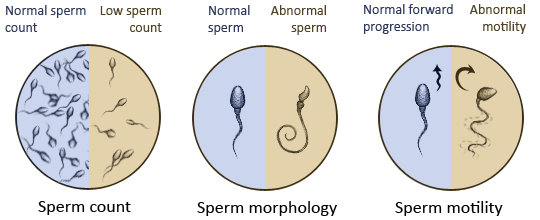 Normal sperm
count
Low sperm
count
Normal
sperm
Abnormal
sperm
Normal forward
progression
Abnormal
motility
Sperm count
Sperm morphology
Sperm motility